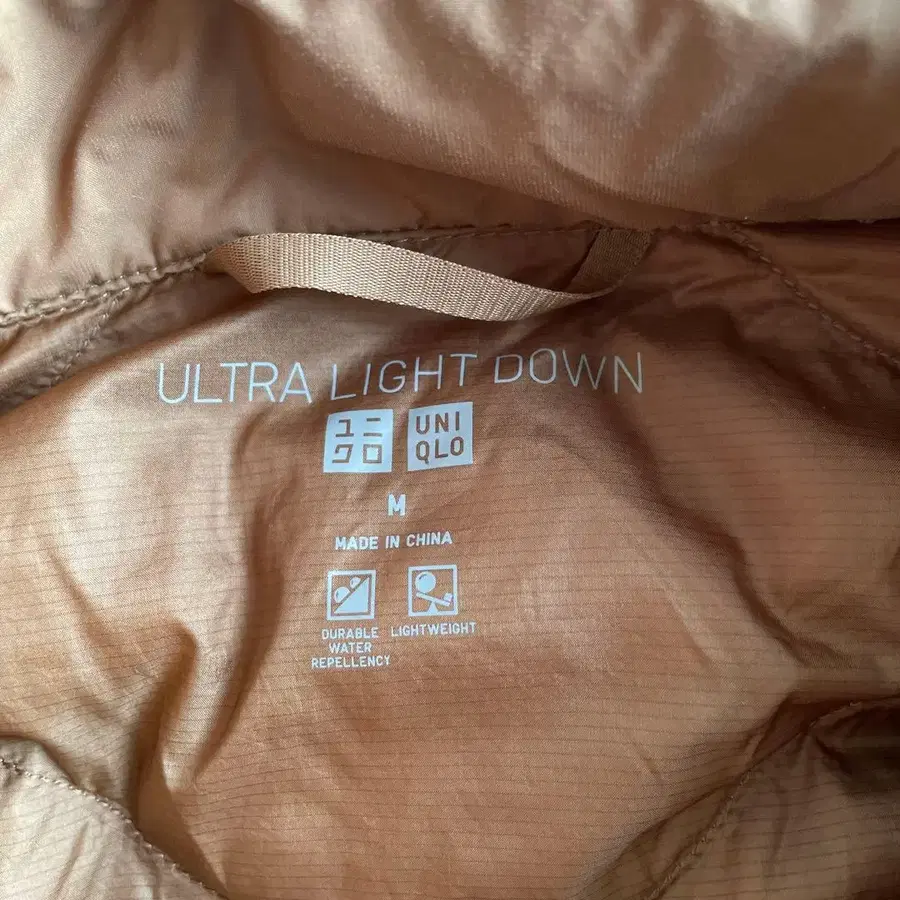 ULTRA LIGHT DOWN
ユニ
クロ
UNI
QLO
M
MADE IN CHINA
DURABLE
WATER
REPELLENCY
LIGHTWEIGHT